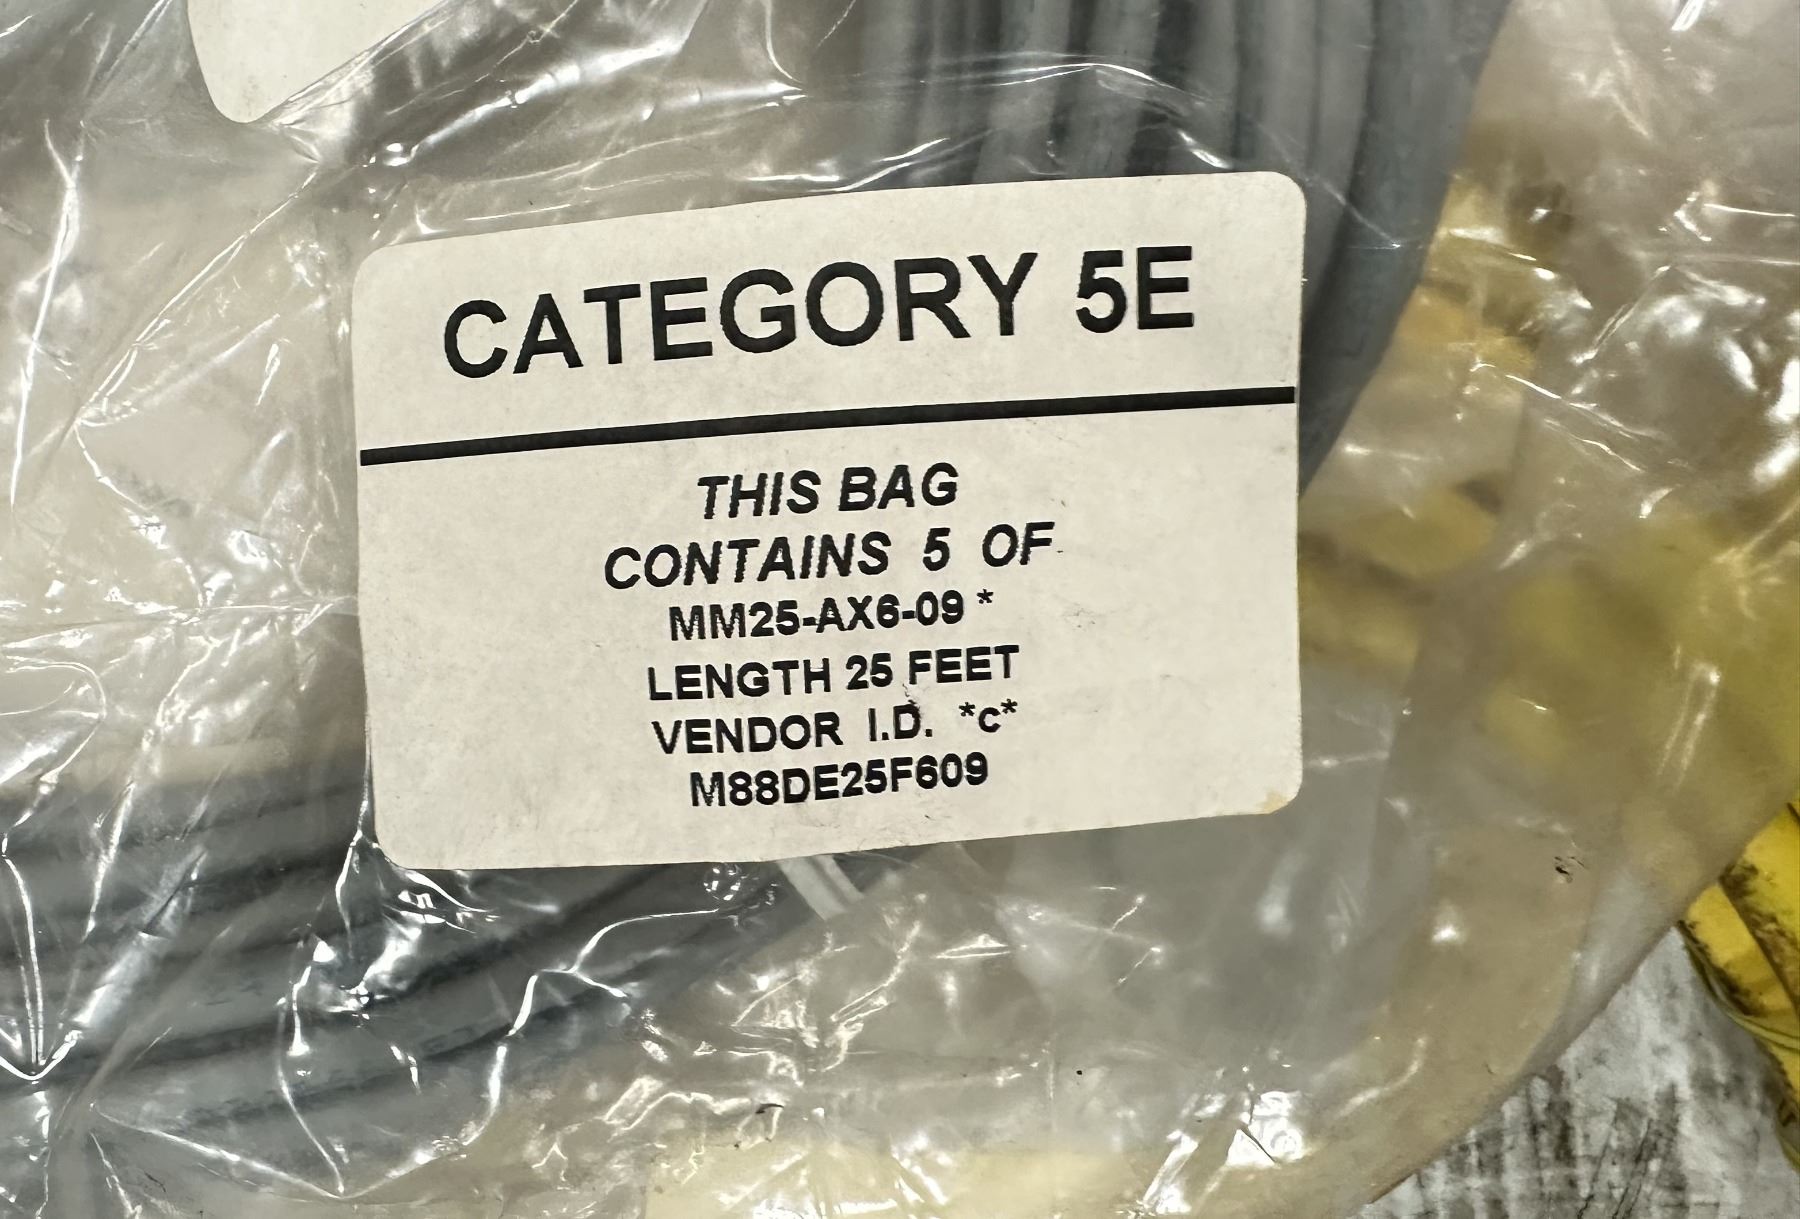 CATEGORY 5E
THIS BAG
CONTAINS 5 OF
MM25-AX6-09 *
LENGTH 25 FEET
VENDOR I.D. *c*
M88DE25F609